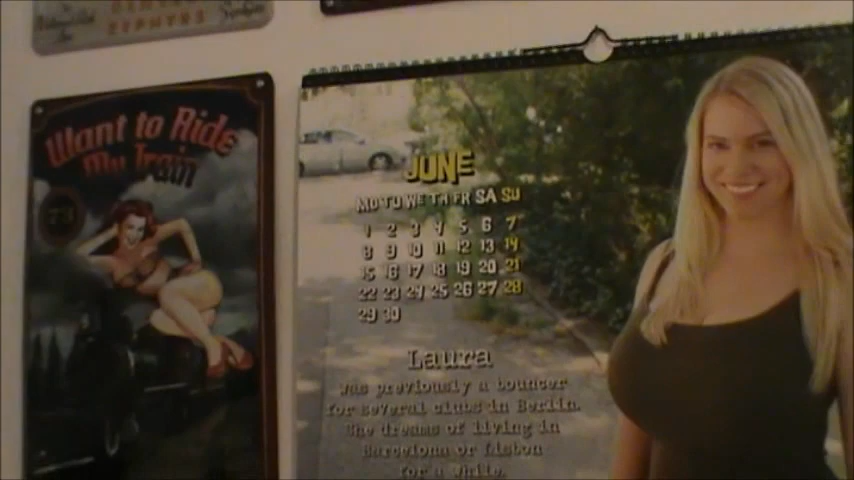 ZEPHYRS
Want to Ride
My Train
73
JUNE
MO TU WE TH FR SA SU
1 2 3 4 5 6 7
8 9 10 11 12 13 14
15 16 17 18 19 20 21
22 23 24 25 26 27 28
29 30
Laura
was previously a bouncer
for several clubs in Berlin.
She dreams of living in
Barcelona or Lisbon
for a while.